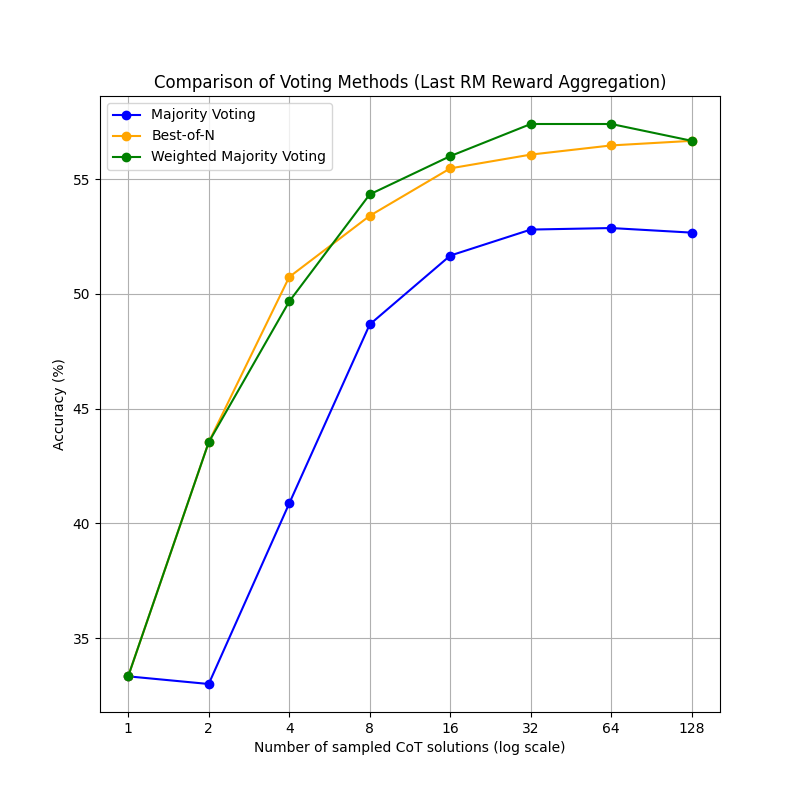 Comparison of Voting Methods (Last RM Reward Aggregation)
Majority Voting
Best-of-N
Weighted Majority Voting
Accuracy (%)
55
50
45
40
35
1 2 4 8 16 32 64 128
Number of sampled CoT solutions (log scale)